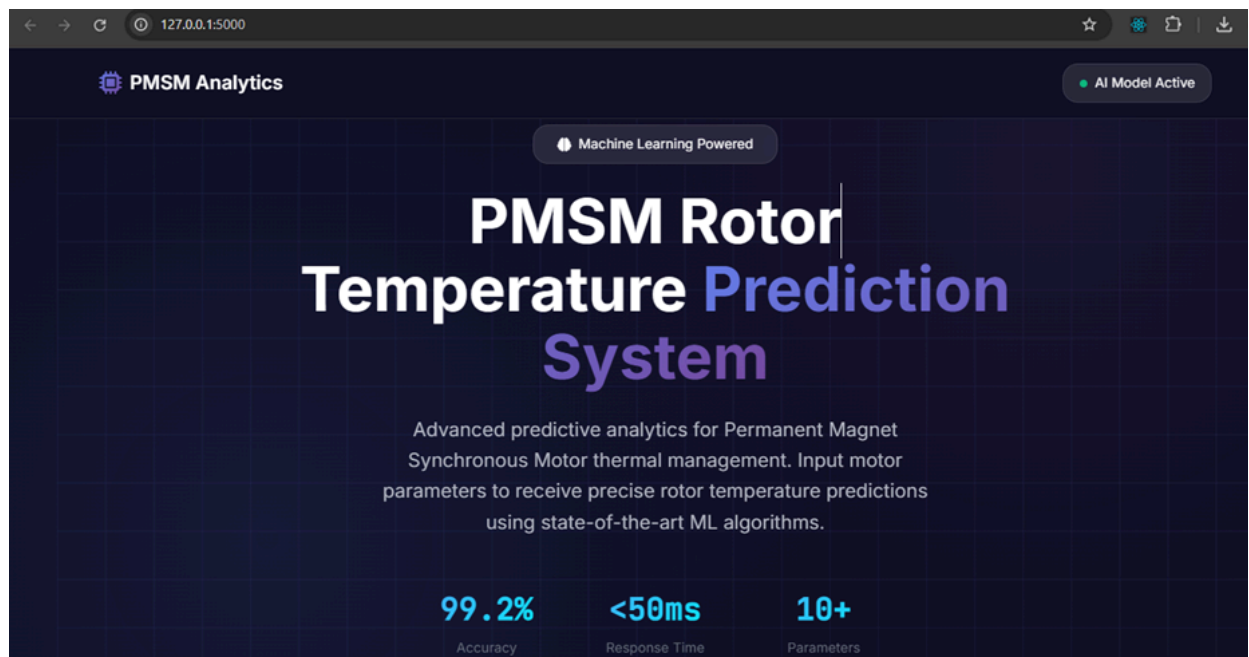 127.0.0.1:5000
PMSM Analytics
AI Model Active
Machine Learning Powered
PMSM Rotor
Temperature Prediction
System
Advanced predictive analytics for Permanent Magnet
Synchronous Motor thermal management. Input motor
parameters to receive precise rotor temperature predictions
using state-of-the-art ML algorithms.
99.2% <50ms 10+
Accuracy Response Time Parameters